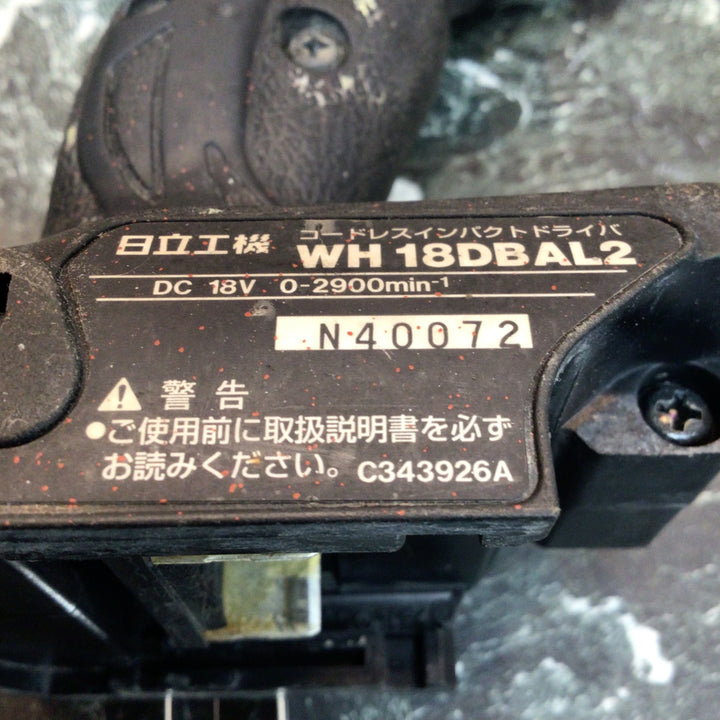 日立工機 コードレスインパクトドライバ
WH 18DBAL2
DC 18V 0-2900min⁻¹
N40072
⚠ 警告
●ご使用前に取扱説明書を必ず
お読みください。 C343926A